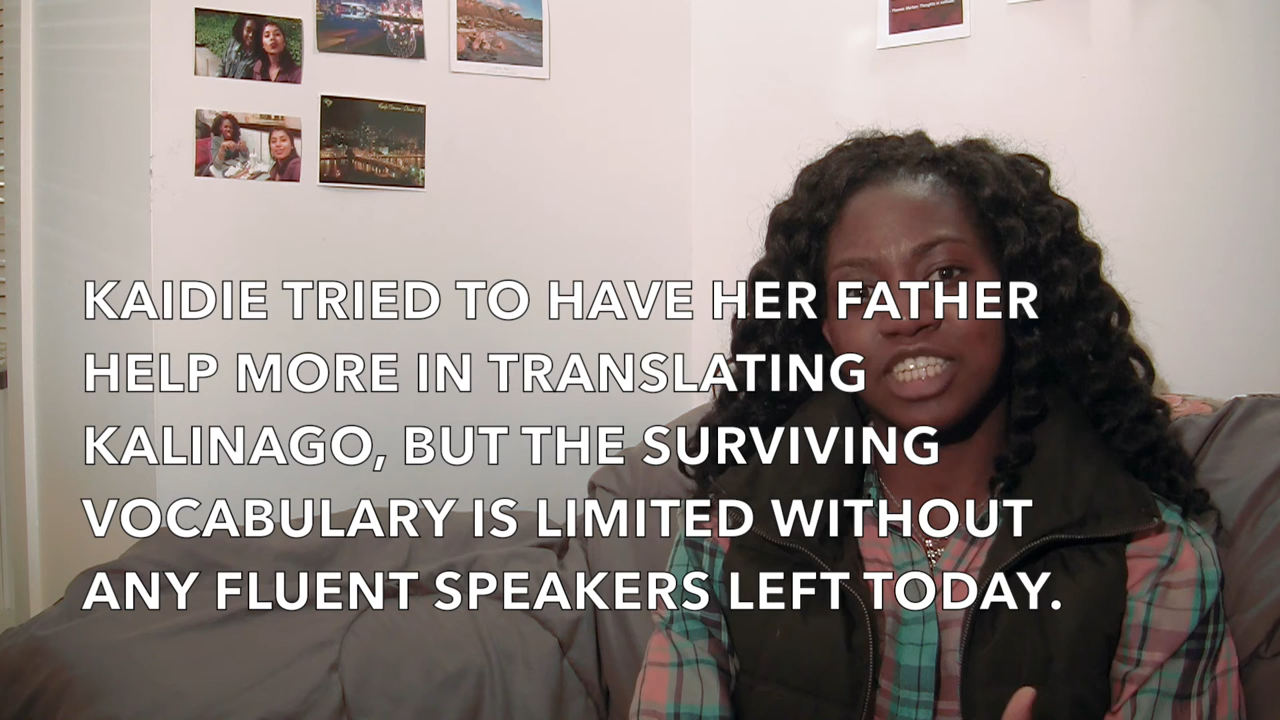 KAIDIE TRIED TO HAVE HER FATHER
HELP MORE IN TRANSLATING
KALINAGO, BUT THE SURVIVING
VOCABULARY IS LIMITED WITHOUT
ANY FLUENT SPEAKERS LEFT TODAY.